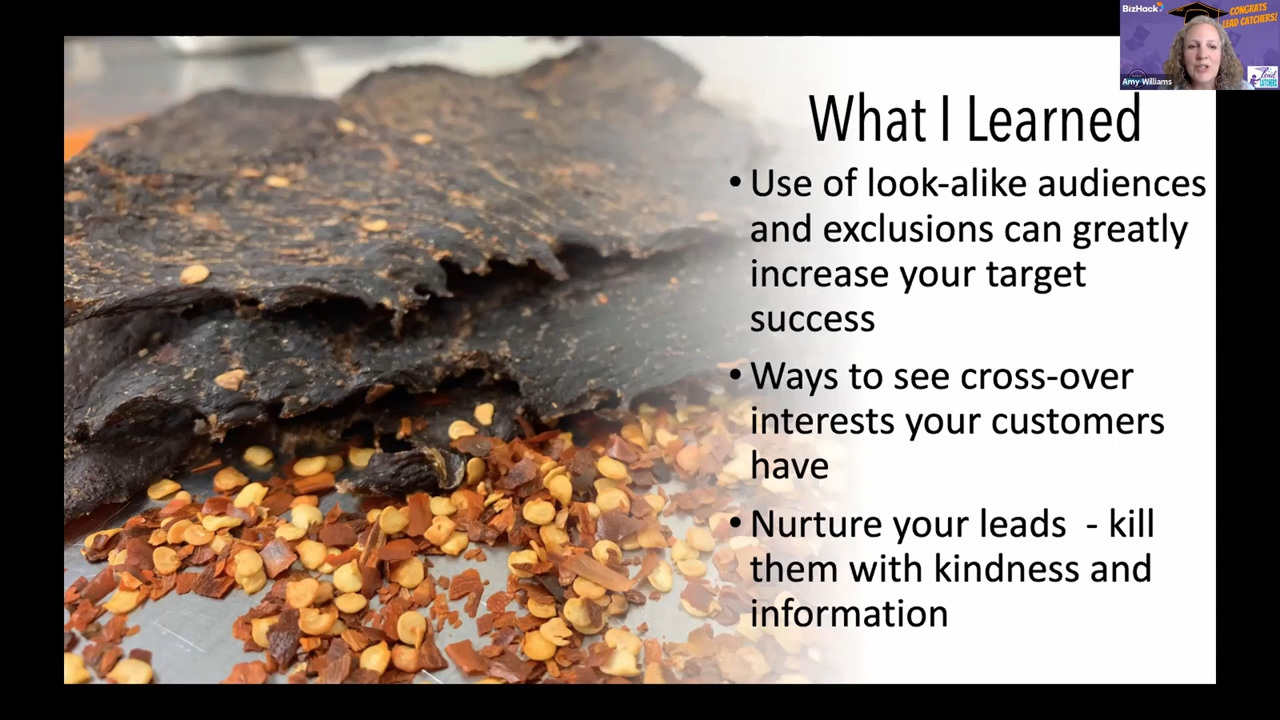 BizHack
CONGRATS
LEAD CATCHERS!
Amy Williams
Lead
CATCHERS
What I Learned
• Use of look-alike audiences
and exclusions can greatly
increase your target
success
• Ways to see cross-over
interests your customers
have
• Nurture your leads - kill
them with kindness and
information